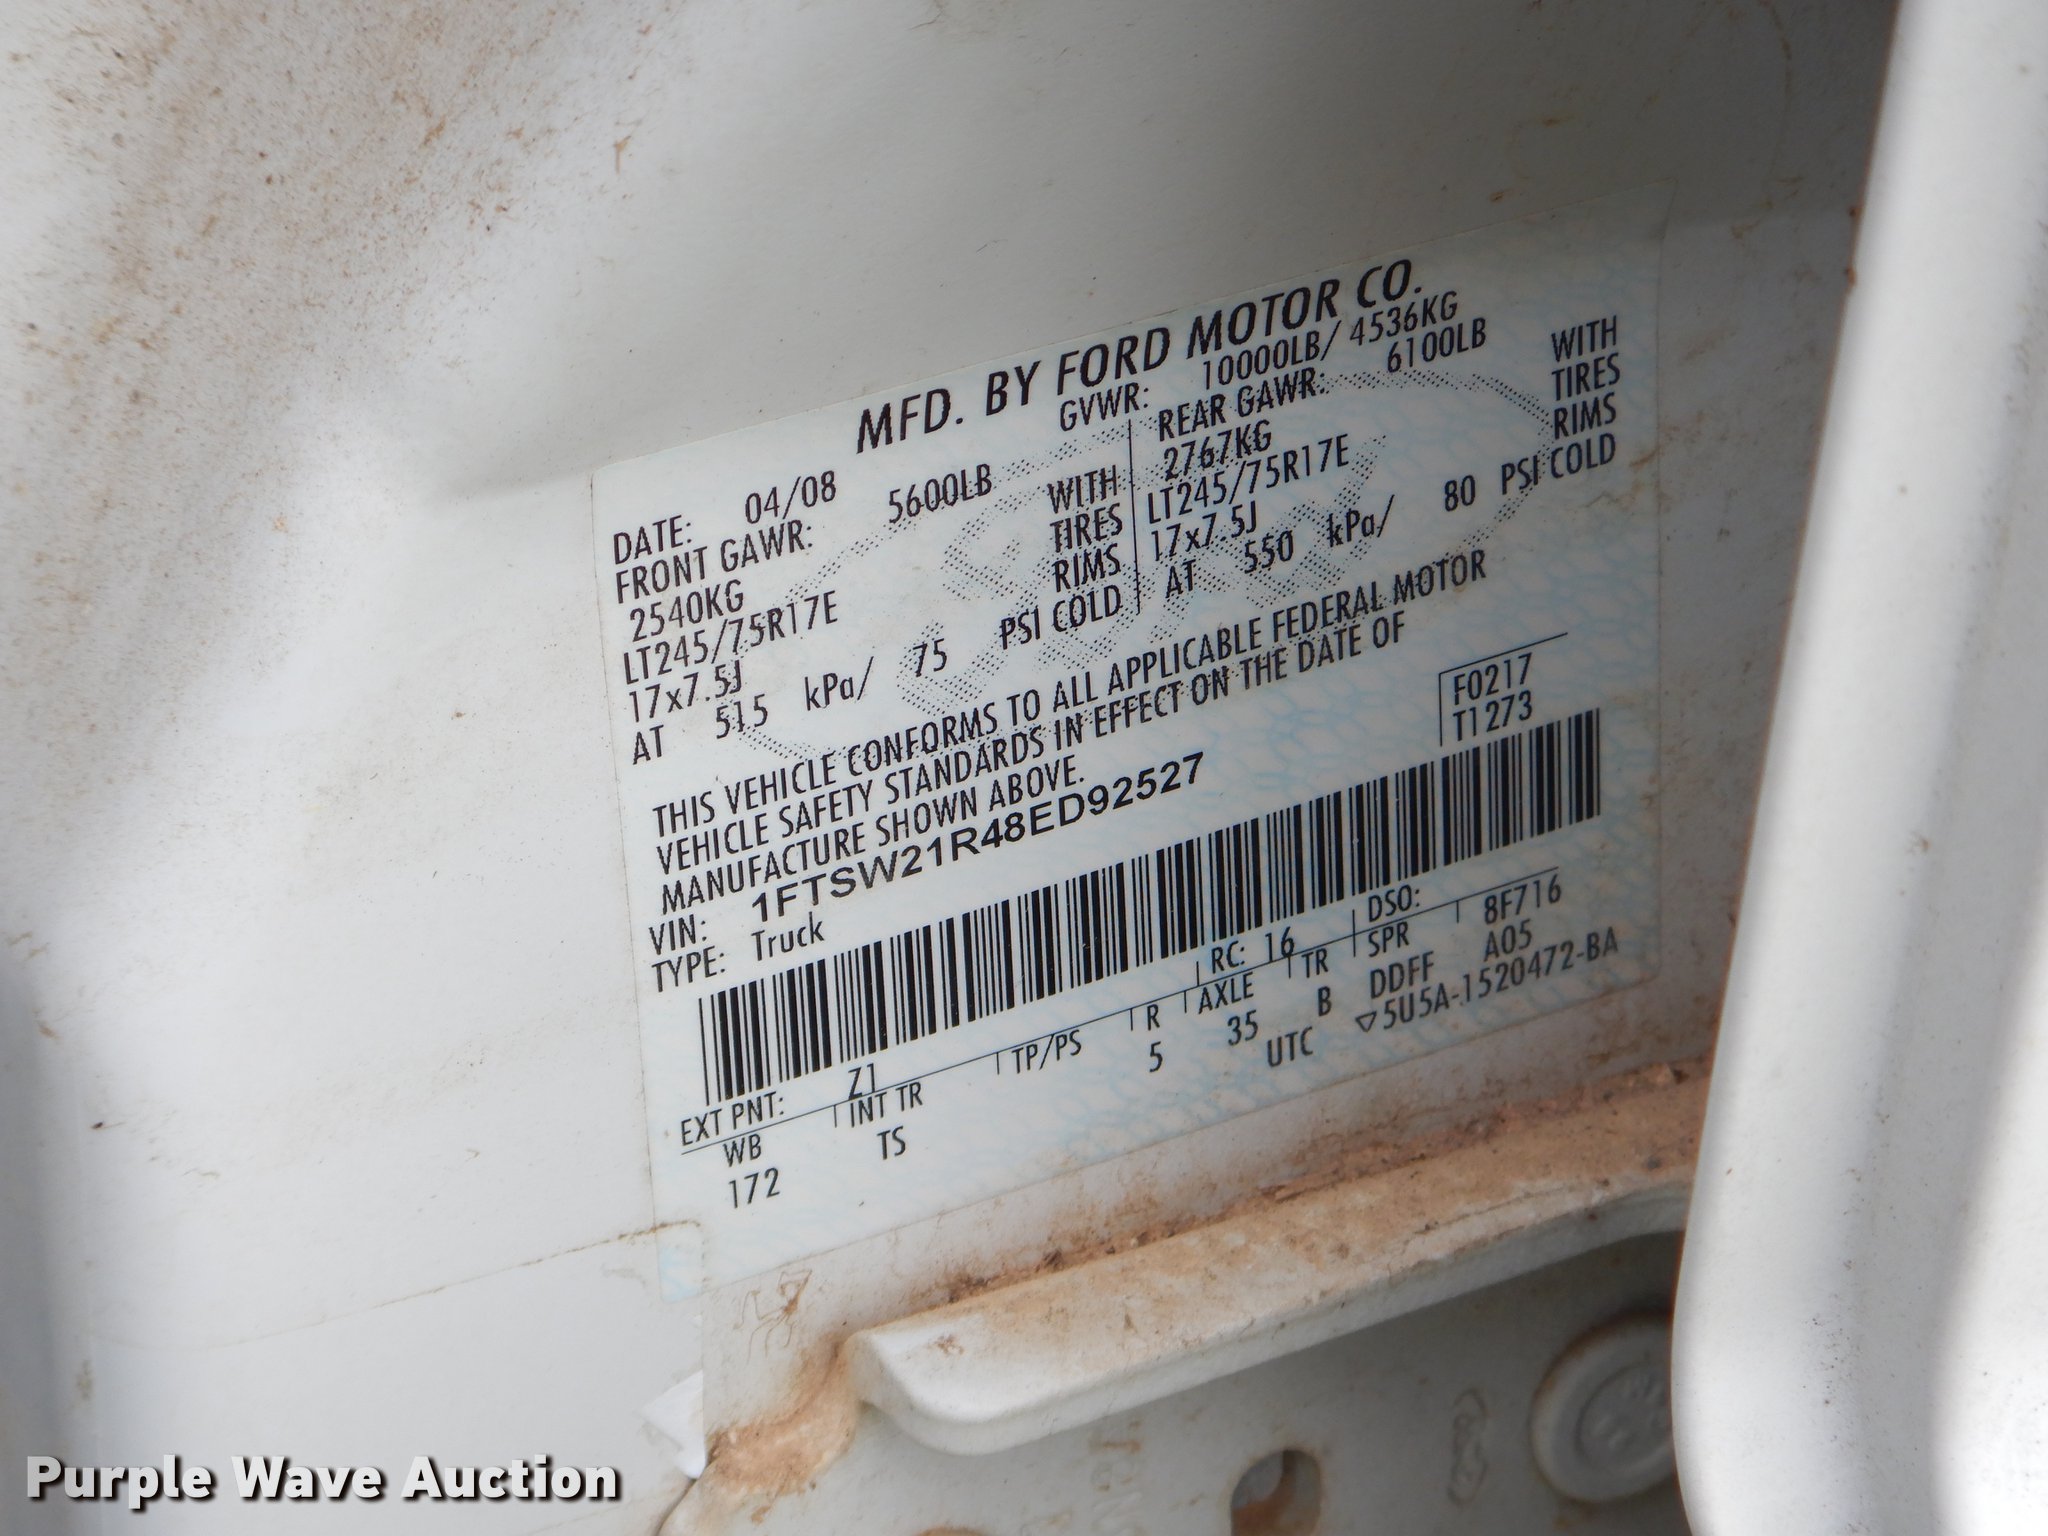 MFD. BY FORD MOTOR CO.
DATE: 04/08 GVWR: 10000LB/ 4536KG
FRONT GAWR: 5600LB REAR GAWR: 6100LB
2540KG WITH 2767KG WITH
LT245/75R17E TIRES LT245/75R17E TIRES
17x7.5J RIMS 17x7.5J RIMS
AT 515 kPa/ 75 PSI COLD AT 550 kPa/ 80 PSI COLD
THIS VEHICLE CONFORMS TO ALL APPLICABLE FEDERAL MOTOR
VEHICLE SAFETY STANDARDS IN EFFECT ON THE DATE OF
MANUFACTURE SHOWN ABOVE.
VIN: 1FTSW21R48ED92527 F0217
TYPE: Truck T1273
EXT PNT: Z1 RC: 16 DSO:
WB INT TR TP/PS R AXLE TR SPR 8F716
172 TS 5 35 B DDFF A05
UTC ▽5U5A-1520472-BA
Purple Wave Auction